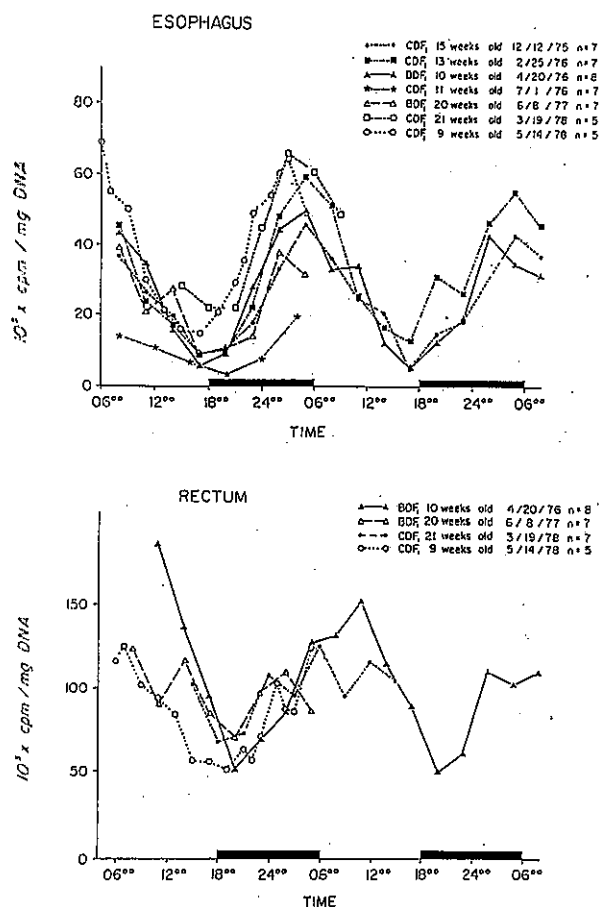 ESOPHAGUS
CDF₁ 15 weeks old 12/12/75 n=7
CDF₁ 13 weeks old 2/25/76 n=7
BDF₁ 10 weeks old 4/20/76 n=8
CDF₁ 11 weeks old 7/1/76 n=7
BDF₁ 20 weeks old 6/8/77 n=7
CDF₁ 21 weeks old 3/19/78 n=5
CDF₁ 9 weeks old 5/14/78 n=5
80
60
40
20
0
x cpm / mg DNA
06⁰⁰ 12⁰⁰ 18⁰⁰ 24⁰⁰ 06⁰⁰ 12⁰⁰ 18⁰⁰ 24⁰⁰ 06⁰⁰
TIME
RECTUM
BDF₁ 10 weeks old 4/20/76 n=8
BDF₁ 20 weeks old 6/8/77 n=7
CDF₁ 21 weeks old 3/19/78 n=7
CDF₁ 9 weeks old 5/14/78 n=5
150
100
50
0
10³ x cpm / mg DNA
06⁰⁰ 12⁰⁰ 18⁰⁰ 24⁰⁰ 06⁰⁰ 12⁰⁰ 18⁰⁰ 24⁰⁰ 06⁰⁰
TIME